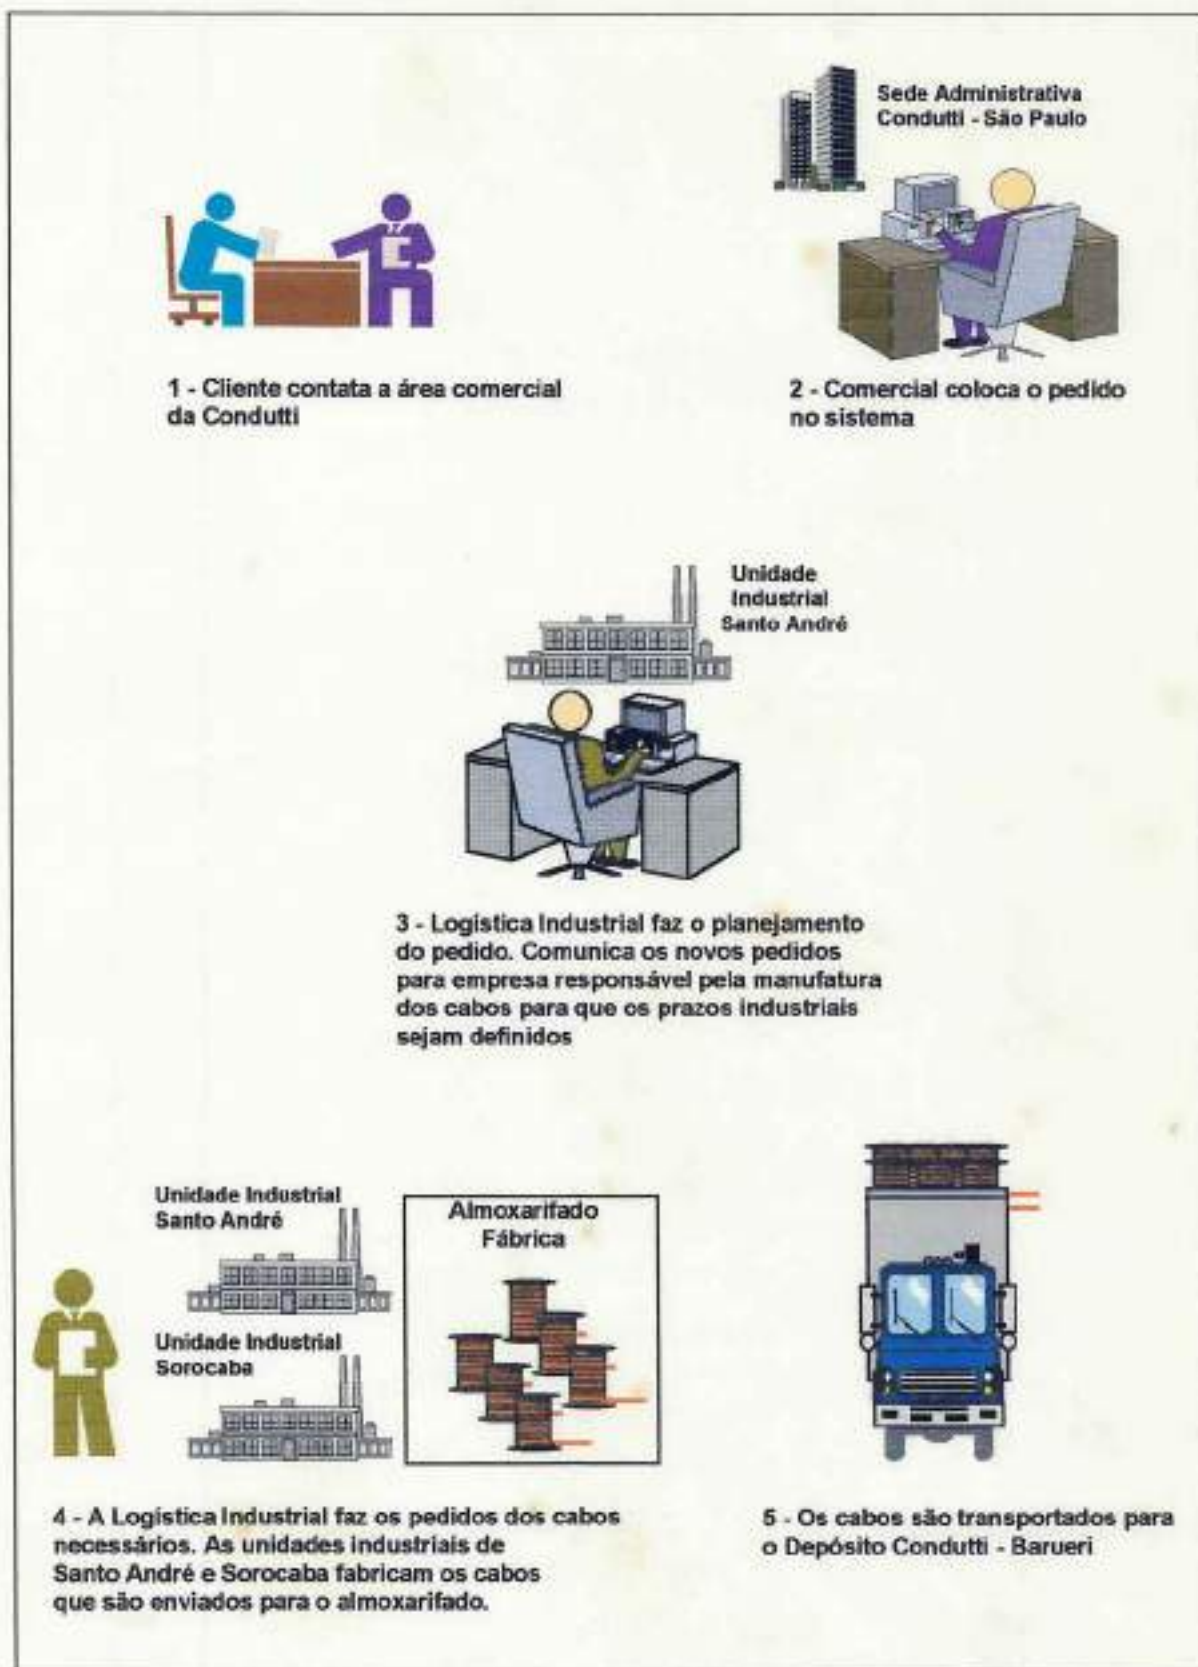 Sede Administrativa
Condutti - São Paulo
1 - Cliente contata a área comercial
da Condutti
2 - Comercial coloca o pedido
no sistema
Unidade
Industrial
Santo André
3 - Logística Industrial faz o planejamento
do pedido. Comunica os novos pedidos
para empresa responsável pela manufatura
dos cabos para que os prazos industriais
sejam definidos
Unidade Industrial
Santo André
Unidade Industrial
Sorocaba
Almoxarifado
Fábrica
4 - A Logística Industrial faz os pedidos dos cabos
necessários. As unidades industriais de
Santo André e Sorocaba fabricam os cabos
que são enviados para o almoxarifado.
5 - Os cabos são transportados para
o Depósito Condutti - Barueri